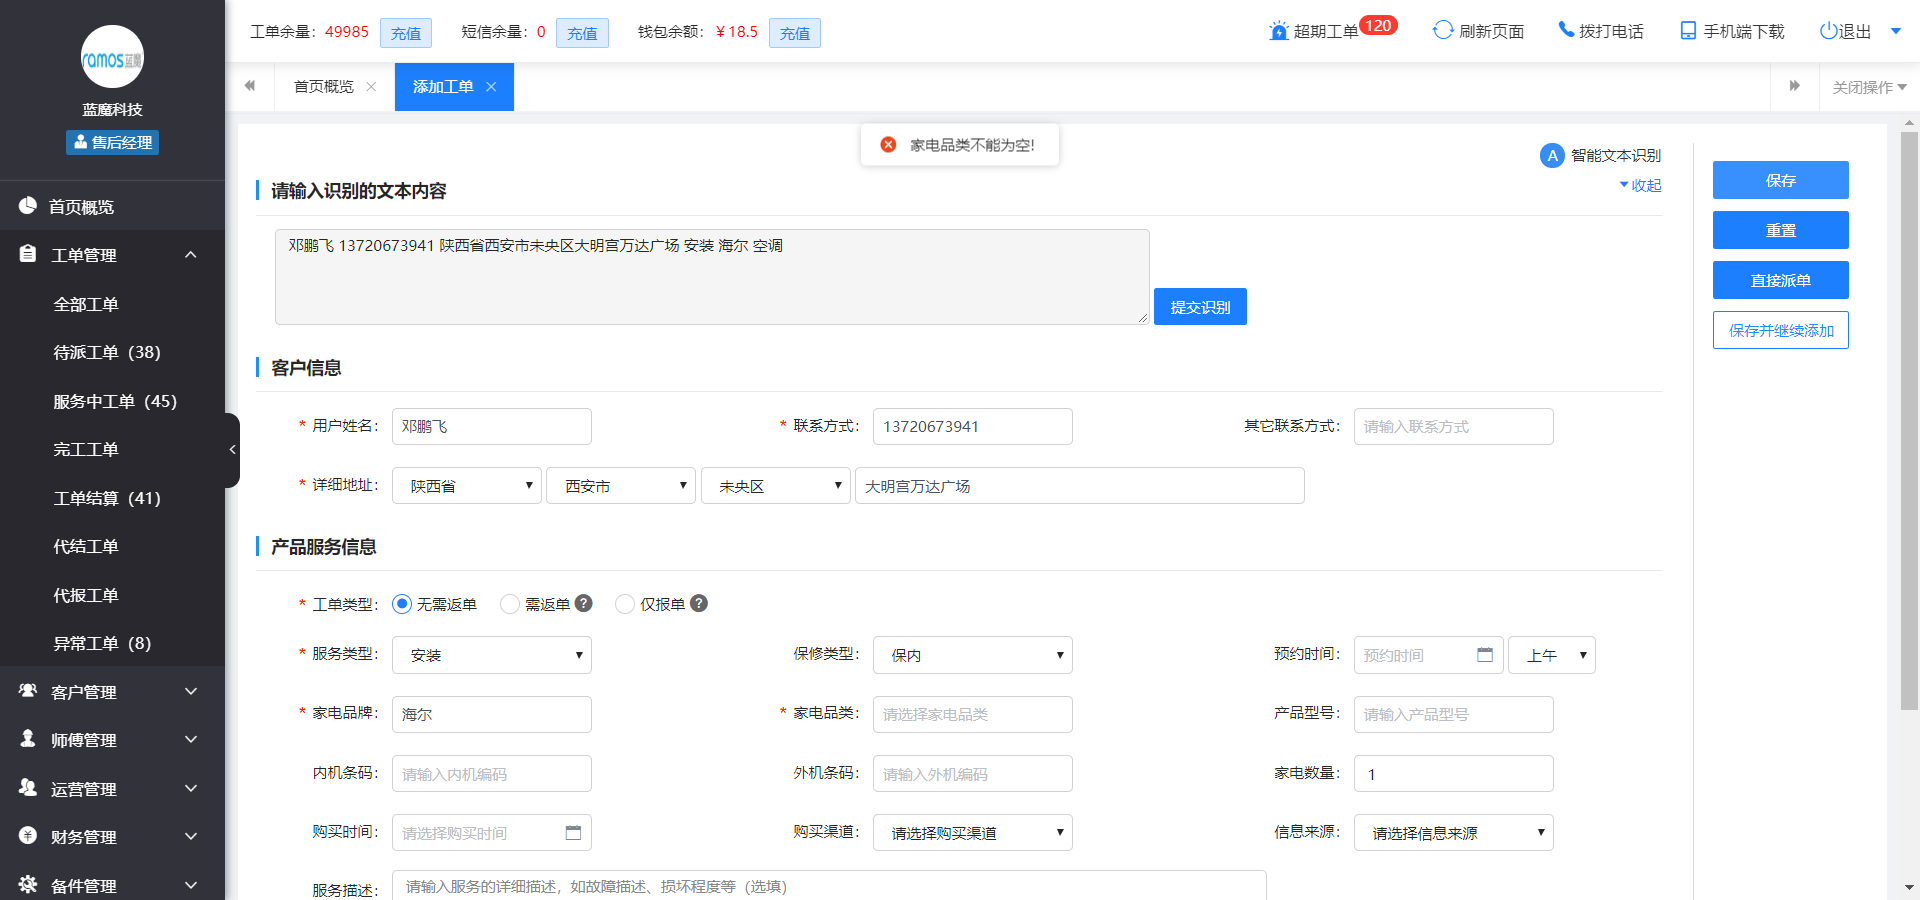 ramos蓝魔
蓝魔科技
售后经理
首页概览
工单管理
全部工单
待派工单（38）
服务中工单（45）
完工工单
工单结算（41）
代结工单
代报工单
异常工单（8）
客户管理
师傅管理
运营管理
财务管理
备件管理
工单余量：49985 充值 短信余量：0 充值 钱包余额：￥18.5 充值
超期工单 120 刷新页面 拨打电话 手机端下载 退出
首页概览 添加工单 关闭操作
家电品类不能为空!
A 智能文本识别
收起
请输入识别的文本内容
邓鹏飞 13720673941 陕西省西安市未央区大明宫万达广场 安装 海尔 空调
提交识别
保存
重置
直接派单
保存并继续添加
客户信息
* 用户姓名： 邓鹏飞 * 联系方式： 13720673941 其它联系方式： 请输入联系方式
* 详细地址： 陕西省 西安市 未央区 大明宫万达广场
产品服务信息
* 工单类型： 无需返单 需返单 ? 仅报单 ?
* 服务类型： 安装 保修类型： 保内 预约时间： 预约时间 上午
* 家电品牌： 海尔 * 家电品类： 请选择家电品类 产品型号： 请输入产品型号
内机条码： 请输入内机编码 外机条码： 请输入外机编码 家电数量： 1
购买时间： 请选择购买时间 购买渠道： 请选择购买渠道 信息来源： 请选择信息来源
服务描述： 请输入服务的详细描述，如故障描述、损坏程度等（选填）